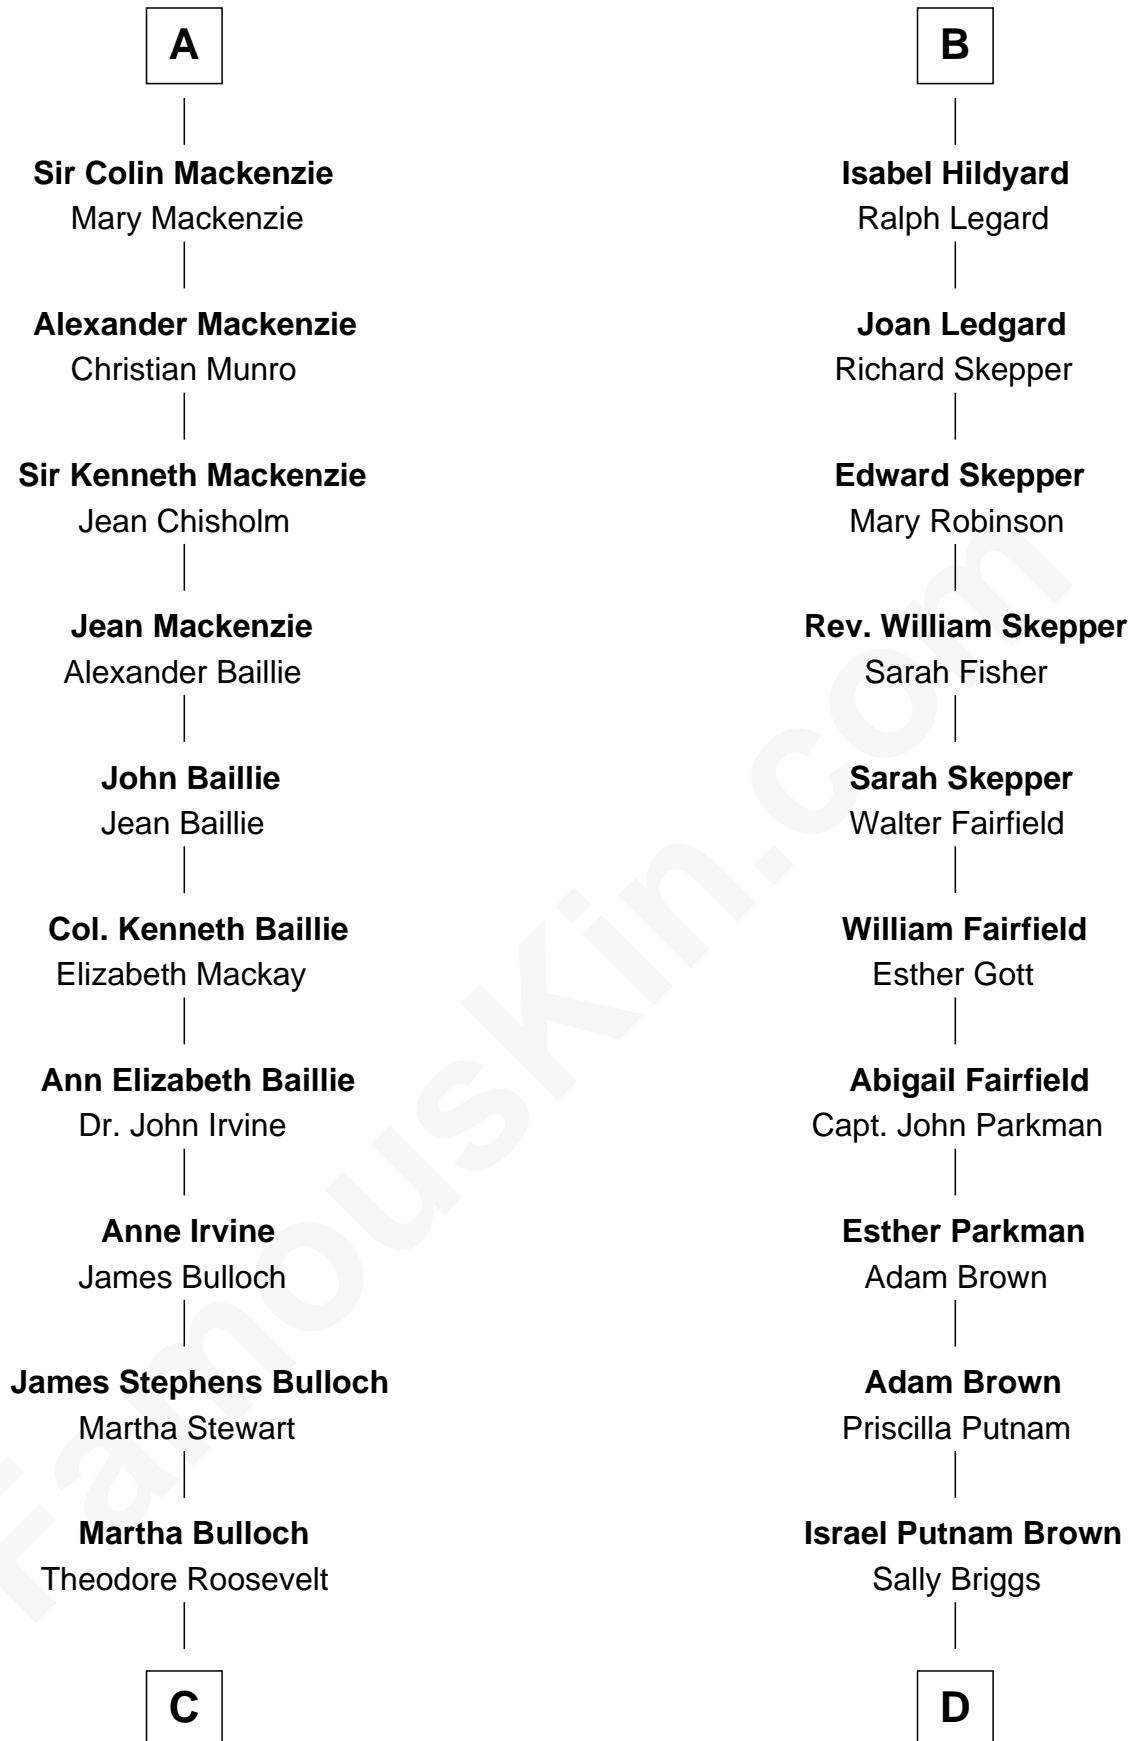 A
Sir Colin Mackenzie
Mary Mackenzie
Alexander Mackenzie
Christian Munro
Sir Kenneth Mackenzie
Jean Chisholm
Jean Mackenzie
Alexander Baillie
John Baillie
Jean Baillie
Col. Kenneth Baillie
Elizabeth Mackay
Ann Elizabeth Baillie
Dr. John Irvine
Anne Irvine
James Bulloch
James Stephens Bulloch
Martha Stewart
Martha Bulloch
Theodore Roosevelt
C
B
Isabel Hildyard
Ralph Legard
Joan Ledgard
Richard Skepper
Edward Skepper
Mary Robinson
Rev. William Skepper
Sarah Fisher
Sarah Skepper
Walter Fairfield
William Fairfield
Esther Gott
Abigail Fairfield
Capt. John Parkman
Esther Parkman
Adam Brown
Adam Brown
Priscilla Putnam
Israel Putnam Brown
Sally Briggs
D
FamousKin.com